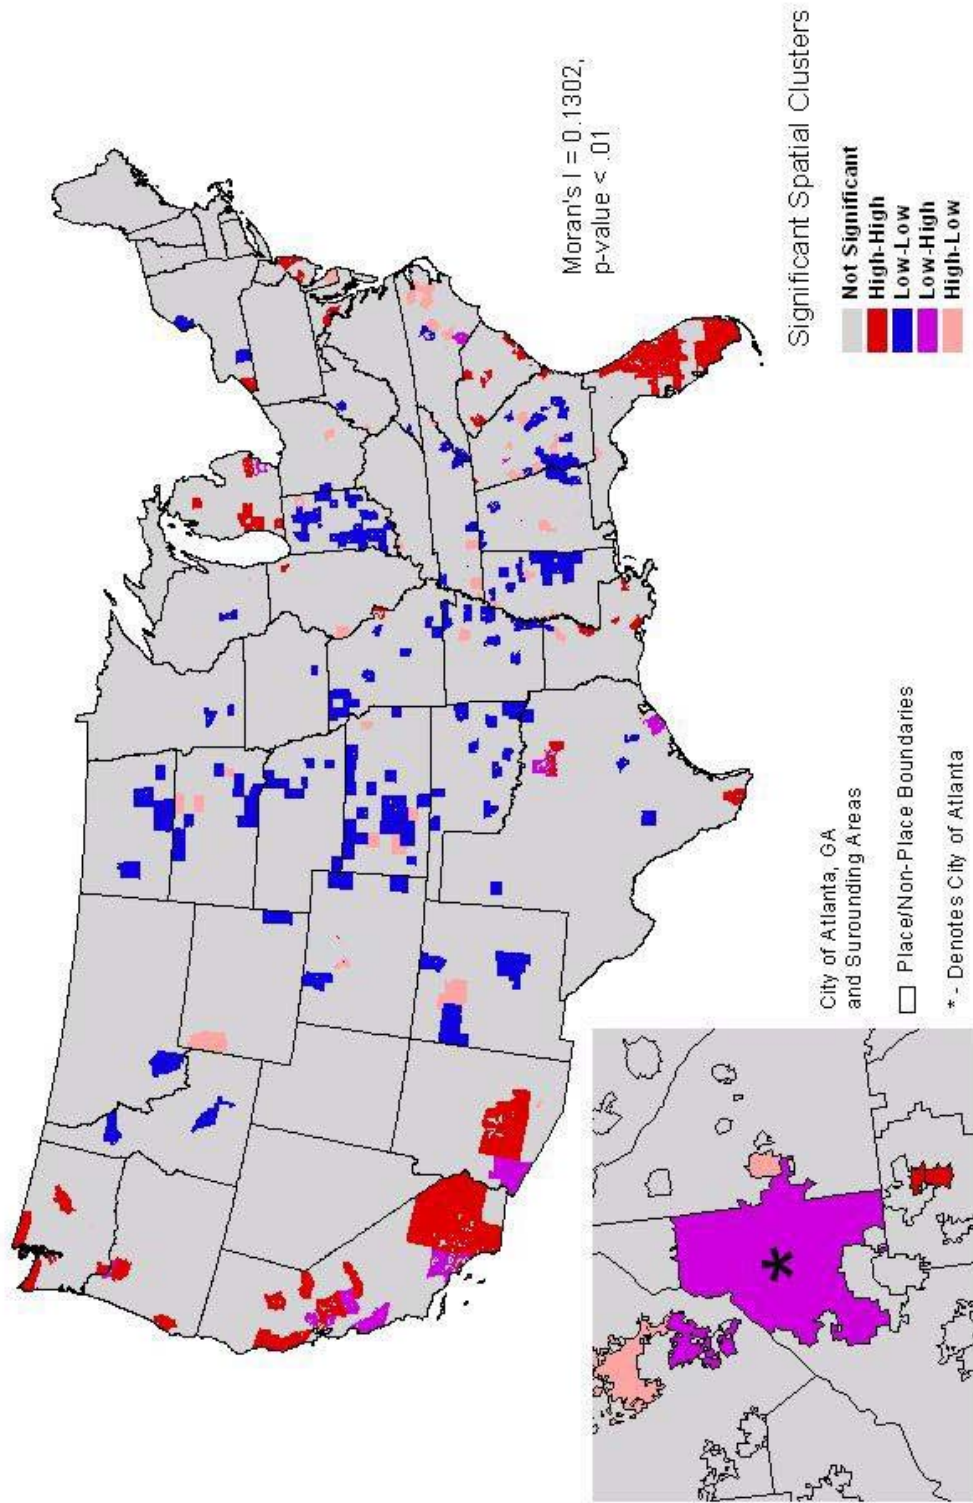 Moran's I = 0.1302,
p-value < .01
Significant Spatial Clusters
Not Significant
High-High
Low-Low
Low-High
High-Low
City of Atlanta, GA
and Surounding Areas
Place/Non-Place Boundaries
* - Denotes City of Atlanta
*